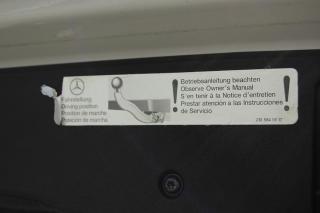 Fahrstellung
Driving position
Position de marche
Posición de marcha
! Betriebsanleitung beachten !
Observe Owner's Manual
S'en tenir à la Notice d'entretien
Prestar atención a las Instrucciones
de Servicio